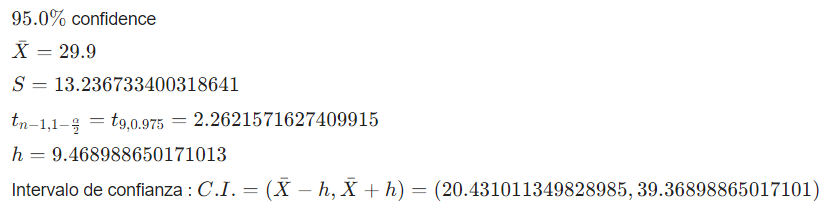 95.0% confidence
X̄ = 29.9
S = 13.236733400318641
t_{n−1,1−α/2} = t_{9,0.975} = 2.2621571627409915
h = 9.468988650171013
Intervalo de confianza : C.I. = (X̄ − h, X̄ + h) = (20.431011349828985, 39.36898865017101)